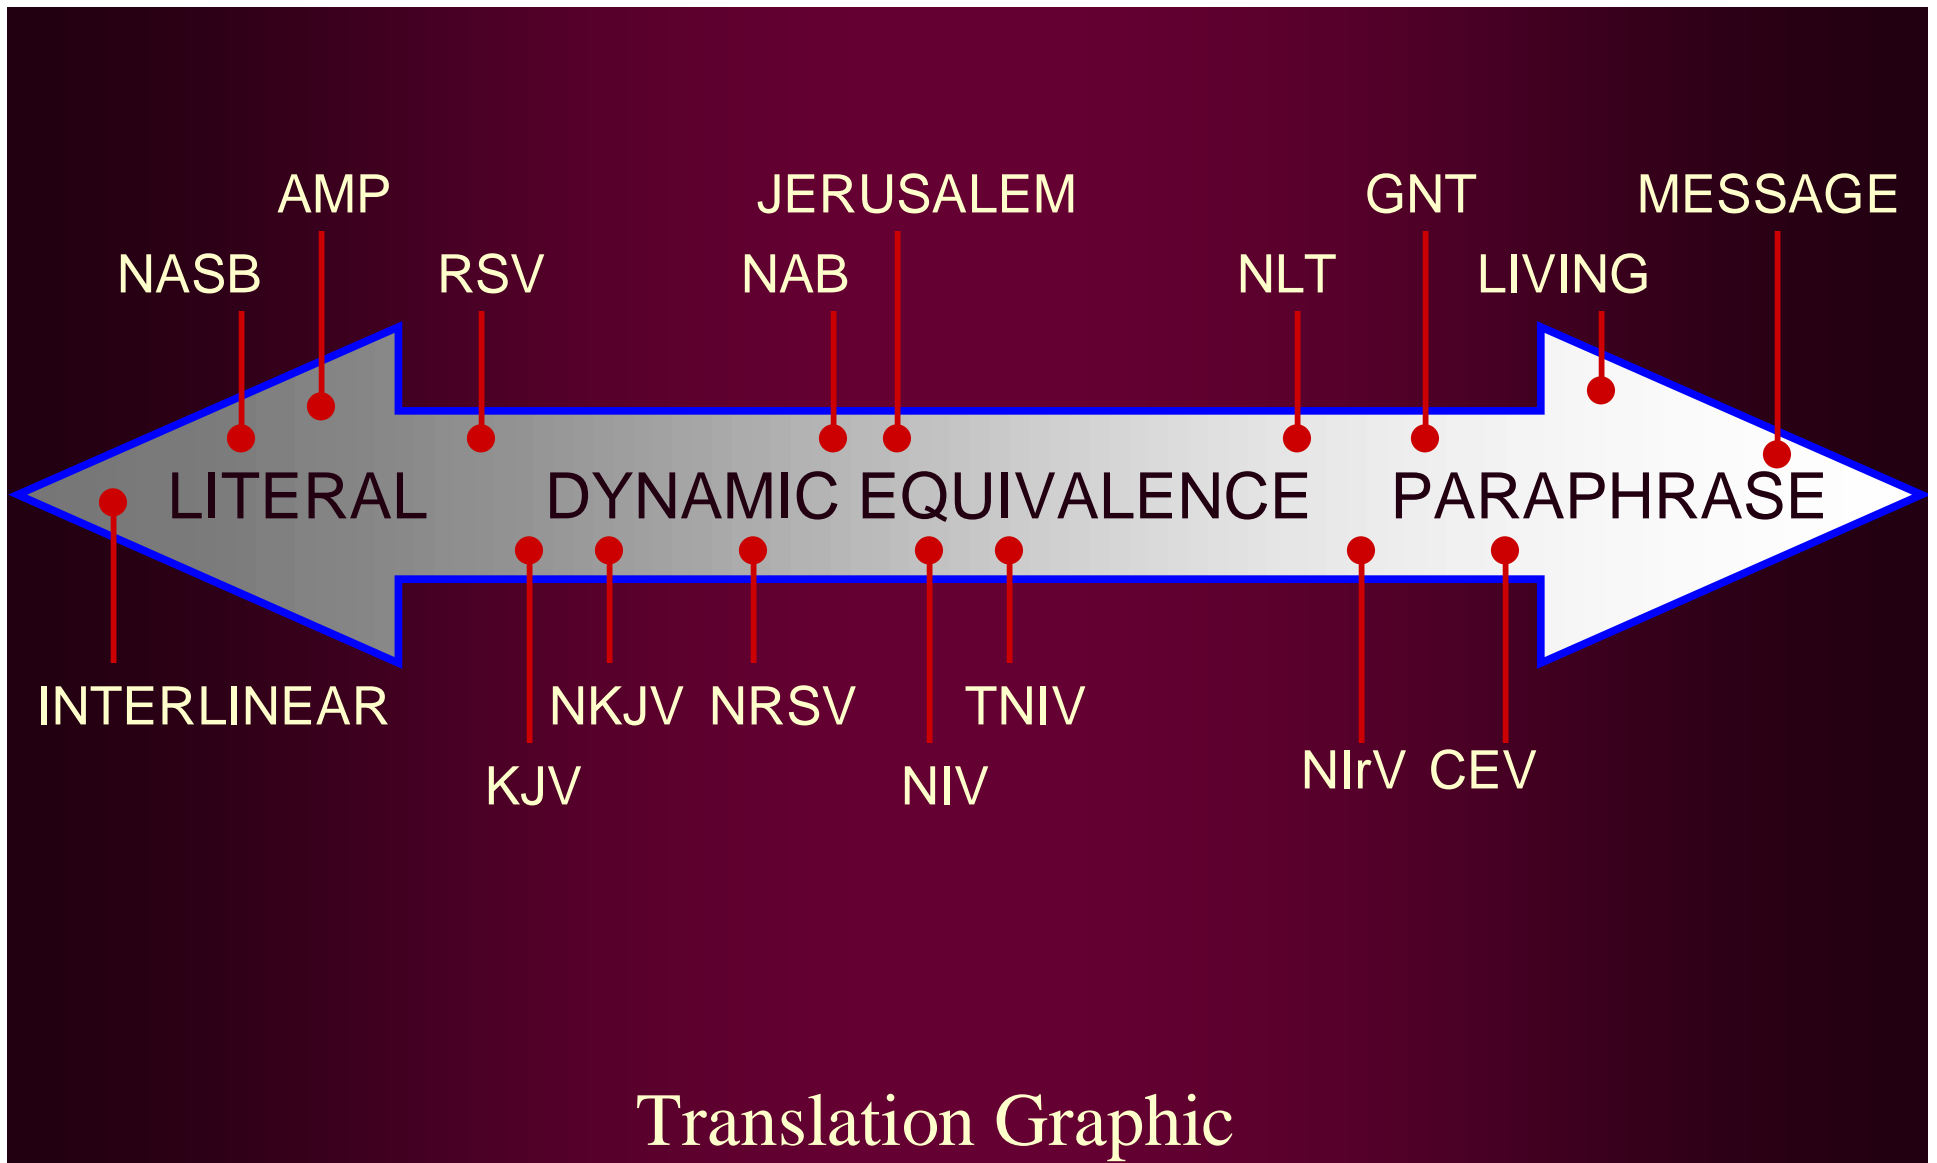 AMP JERUSALEM GNT MESSAGE
NASB RSV NAB NLT LIVING
LITERAL DYNAMIC EQUIVALENCE PARAPHRASE
INTERLINEAR NKJV NRSV TNIV
KJV NIV NIrV CEV
Translation Graphic